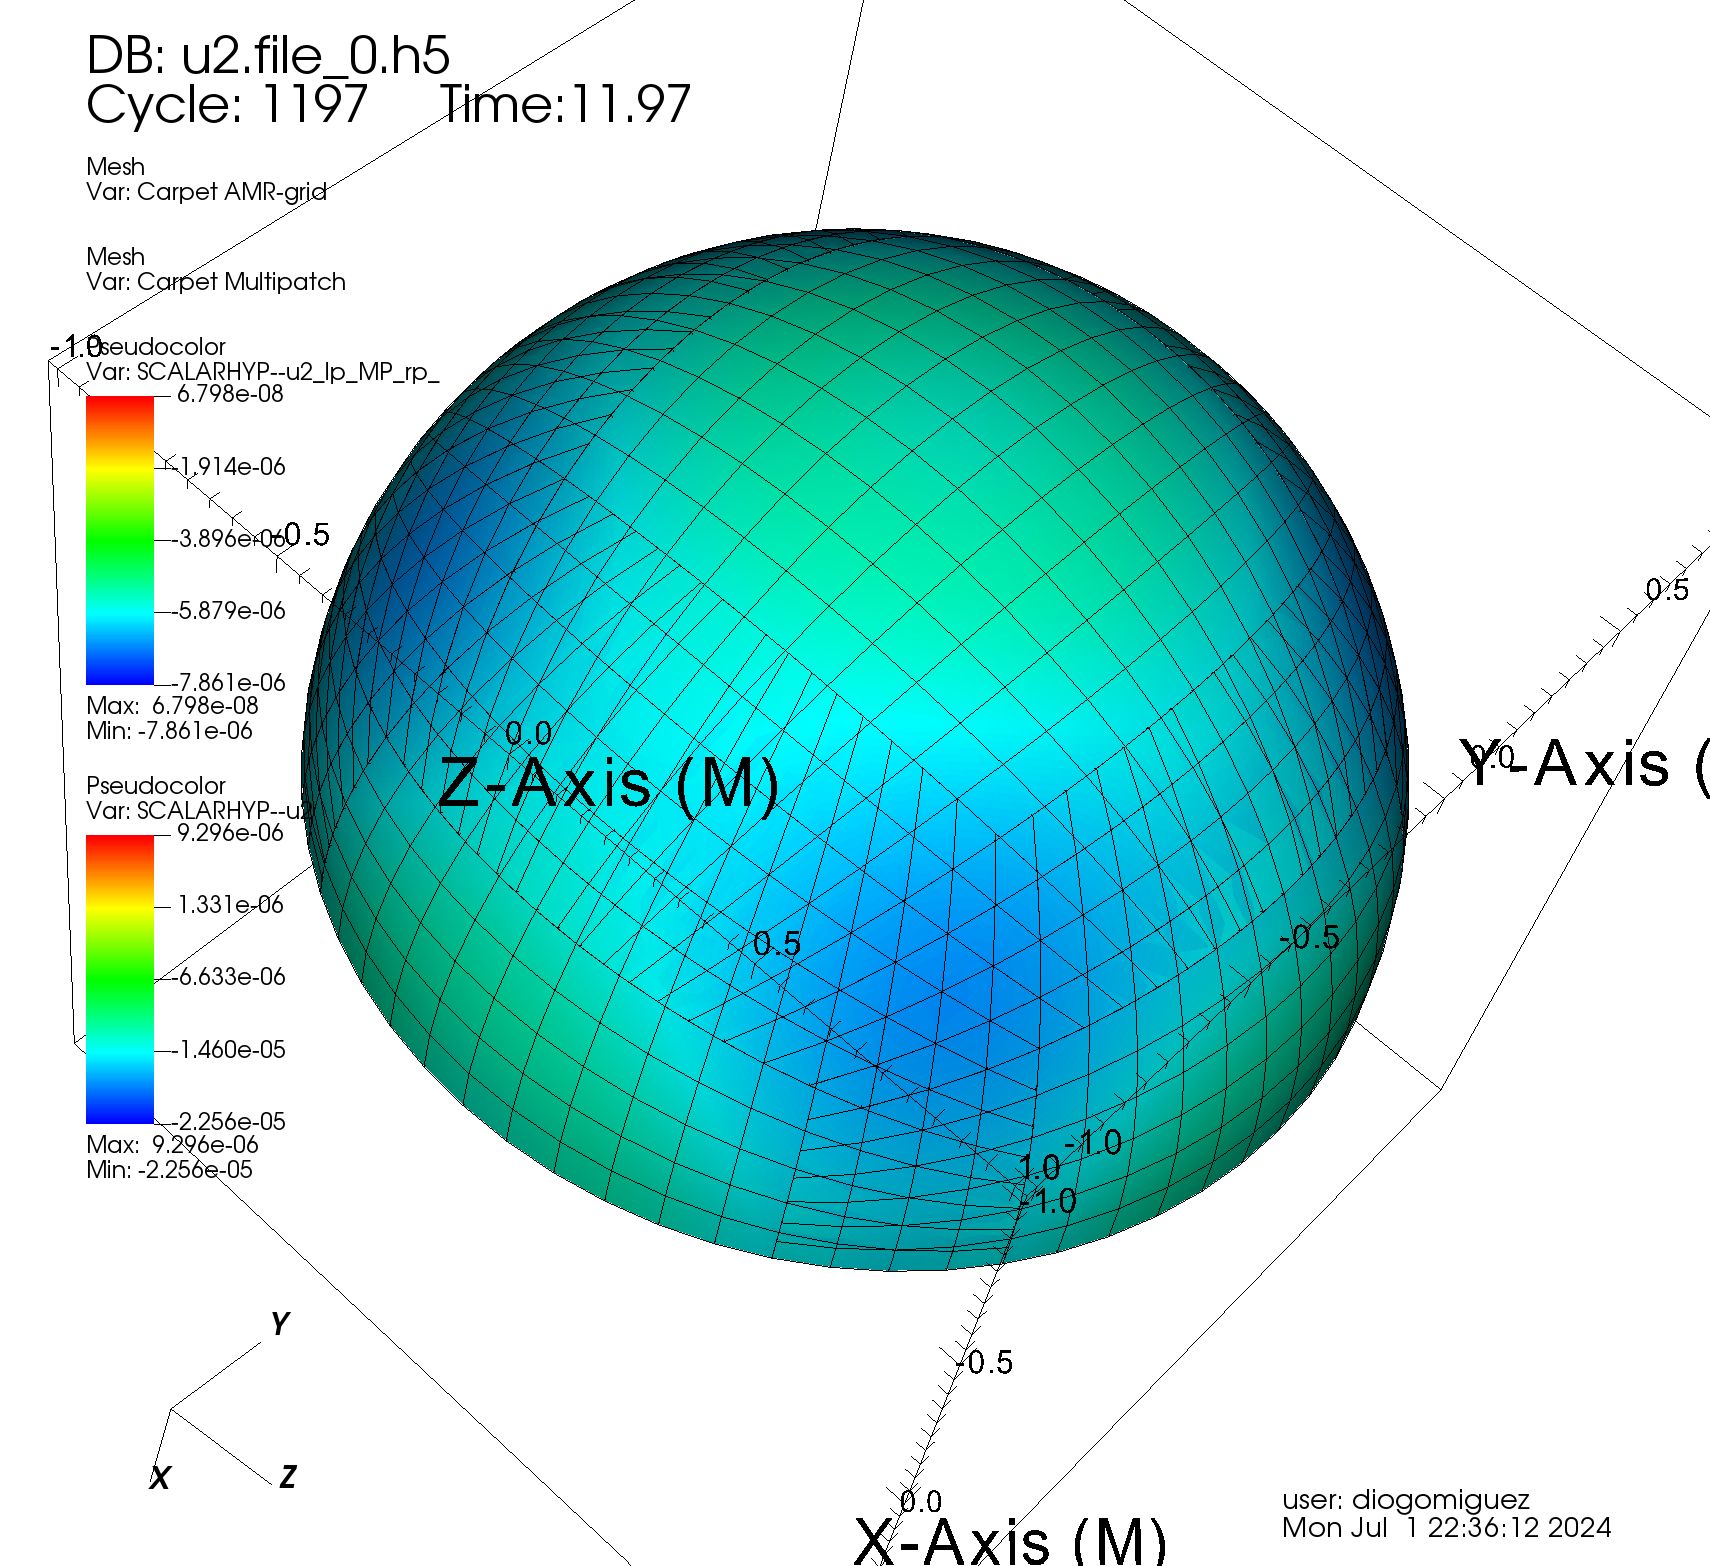 DB: u2.file_0.h5
Cycle: 1197 Time:11.97
Mesh
Var: Carpet AMR-grid
Mesh
Var: Carpet Multipatch
-1.0
Pseudocolor
Var: SCALARHYP--u2_lp_MP_rp_
6.798e-08
-1.914e-06
-3.896e-06
-0.5
-5.879e-06
-7.861e-06
Max: 6.798e-08
Min: -7.861e-06
0.5
0.0
Y-Axis (
0.0
Z-Axis (M)
Pseudocolor
Var: SCALARHYP--u2
9.296e-06
1.331e-06
-6.633e-06
-1.460e-05
-2.256e-05
Max: 9.296e-06
Min: -2.256e-05
0.5
-0.5
-1.0
1.0
-1.0
-0.5
0.0
X-Axis (M)
Y
X
Z
user: diogomiguez
Mon Jul 1 22:36:12 2024